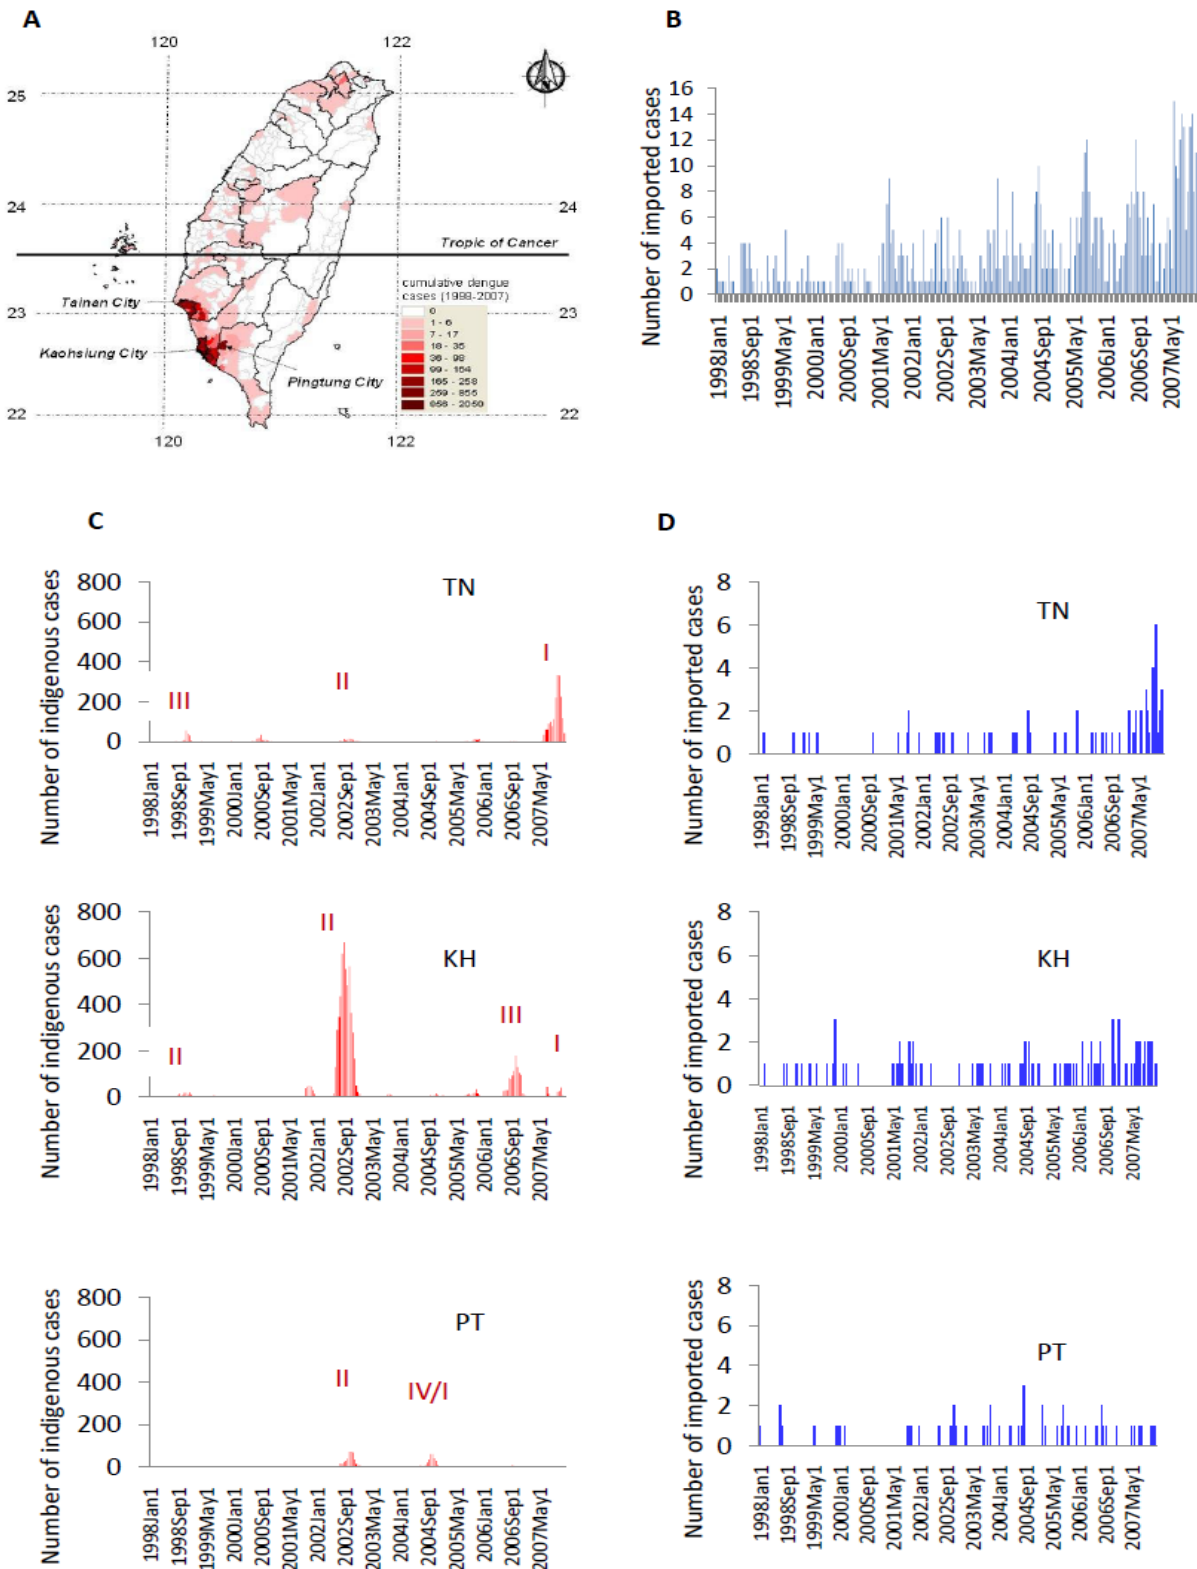 A
120
122
25
24
Tropic of Cancer
Tainan City
23
23
Kaohsiung City
Pingtung City
22
22
120
122
24
25
cumulative dengue
cases (1998-2007)
0
1 - 6
7 - 17
18 - 35
36 - 98
99 - 164
165 - 258
259 - 855
856 - 2050
B
Number of imported cases
16
14
12
10
8
6
4
2
0
1998Jan1
1998Sep1
1999May1
2000Jan1
2000Sep1
2001May1
2002Jan1
2002Sep1
2003May1
2004Jan1
2004Sep1
2005May1
2006Jan1
2006Sep1
2007May1
C
Number of indigenous cases
800
600
400
200
0
TN
III
II
I
1998Jan1
1998Sep1
1999May1
2000Jan1
2000Sep1
2001May1
2002Jan1
2002Sep1
2003May1
2004Jan1
2004Sep1
2005May1
2006Jan1
2006Sep1
2007May1
Number of indigenous cases
800
600
400
200
0
KH
II
II
III
I
1998Jan1
1998Sep1
1999May1
2000Jan1
2000Sep1
2001May1
2002Jan1
2002Sep1
2003May1
2004Jan1
2004Sep1
2005May1
2006Jan1
2006Sep1
2007May1
Number of indigenous cases
800
600
400
200
0
PT
II
IV/I
1998Jan1
1998Sep1
1999May1
2000Jan1
2000Sep1
2001May1
2002Jan1
2002Sep1
2003May1
2004Jan1
2004Sep1
2005May1
2006Jan1
2006Sep1
2007May1
D
Number of imported cases
8
6
4
2
0
TN
1998Jan1
1998Sep1
1999May1
2000Jan1
2000Sep1
2001May1
2002Jan1
2002Sep1
2003May1
2004Jan1
2004Sep1
2005May1
2006Jan1
2006Sep1
2007May1
Number of imported cases
8
6
4
2
0
KH
1998Jan1
1998Sep1
1999May1
2000Jan1
2000Sep1
2001May1
2002Jan1
2002Sep1
2003May1
2004Jan1
2004Sep1
2005May1
2006Jan1
2006Sep1
2007May1
Number of imported cases
8
6
4
2
0
PT
1998Jan1
1998Sep1
1999May1
2000Jan1
2000Sep1
2001May1
2002Jan1
2002Sep1
2003May1
2004Jan1
2004Sep1
2005May1
2006Jan1
2006Sep1
2007May1